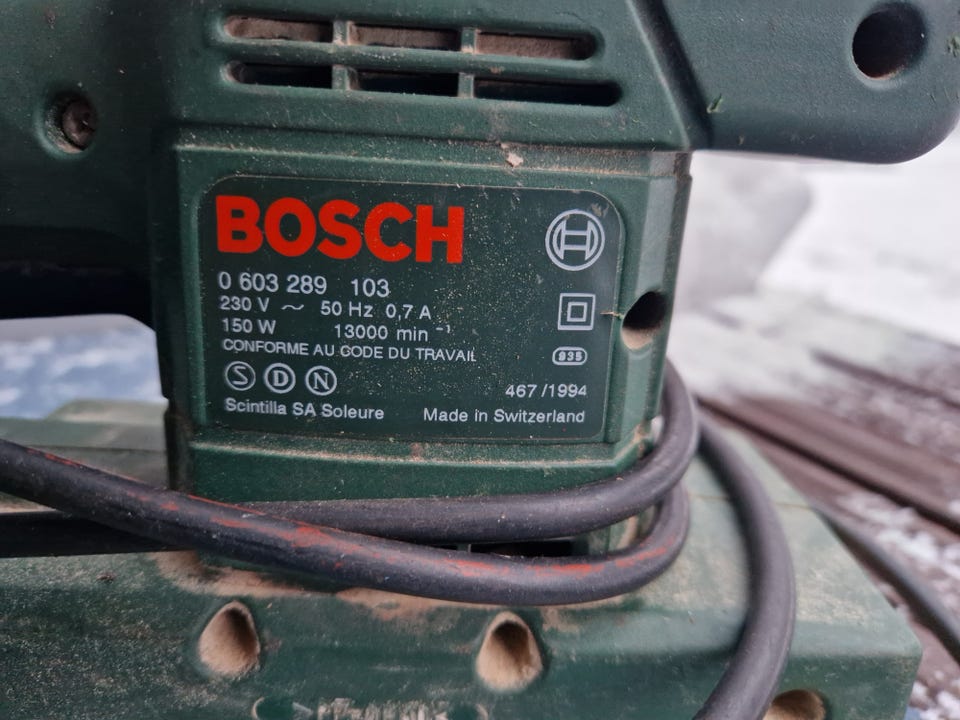 BOSCH
0 603 289 103
230 V ~ 50 Hz 0,7 A
150 W 13000 min ⁻¹
CONFORME AU CODE DU TRAVAIL
S D N
935
467 /1994
Scintilla SA Soleure Made in Switzerland